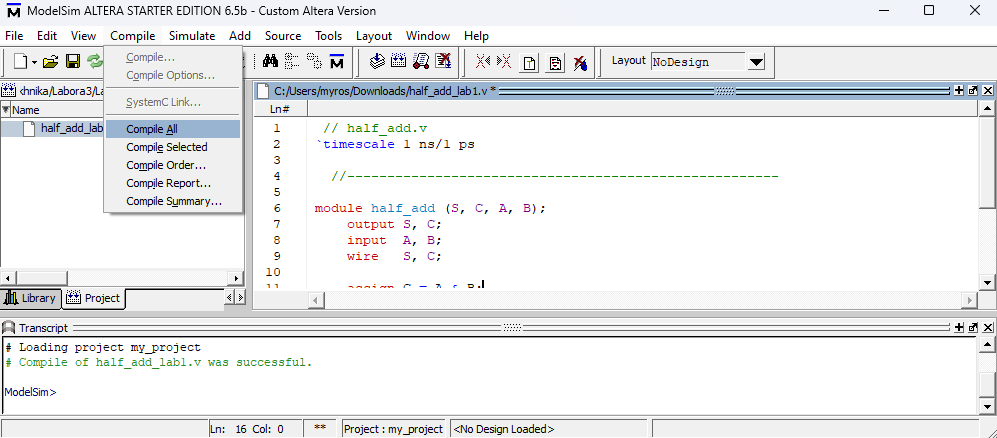 ModelSim ALTERA STARTER EDITION 6.5b - Custom Altera Version
File Edit View Compile Simulate Add Source Tools Layout Window Help
Layout NoDesign
Compile...
Compile Options...
SystemC Link...
Compile All
Compile Selected
Compile Order...
Compile Report...
Compile Summary...
hnika/Labora3/La
Name
half_add_lab
Library Project
C:/Users/myros/Downloads/half_add_lab1.v *
Ln#
1 // half_add.v
2 `timescale 1 ns/1 ps
3
4 //------------------------------------------------------
5
6 module half_add (S, C, A, B);
7 output S, C;
8 input A, B;
9 wire S, C;
10
11 assign C = A & B;
Transcript
# Loading project my_project
# Compile of half_add_lab1.v was successful.
ModelSim>
Ln: 16 Col: 0 ** Project : my_project <No Design Loaded>